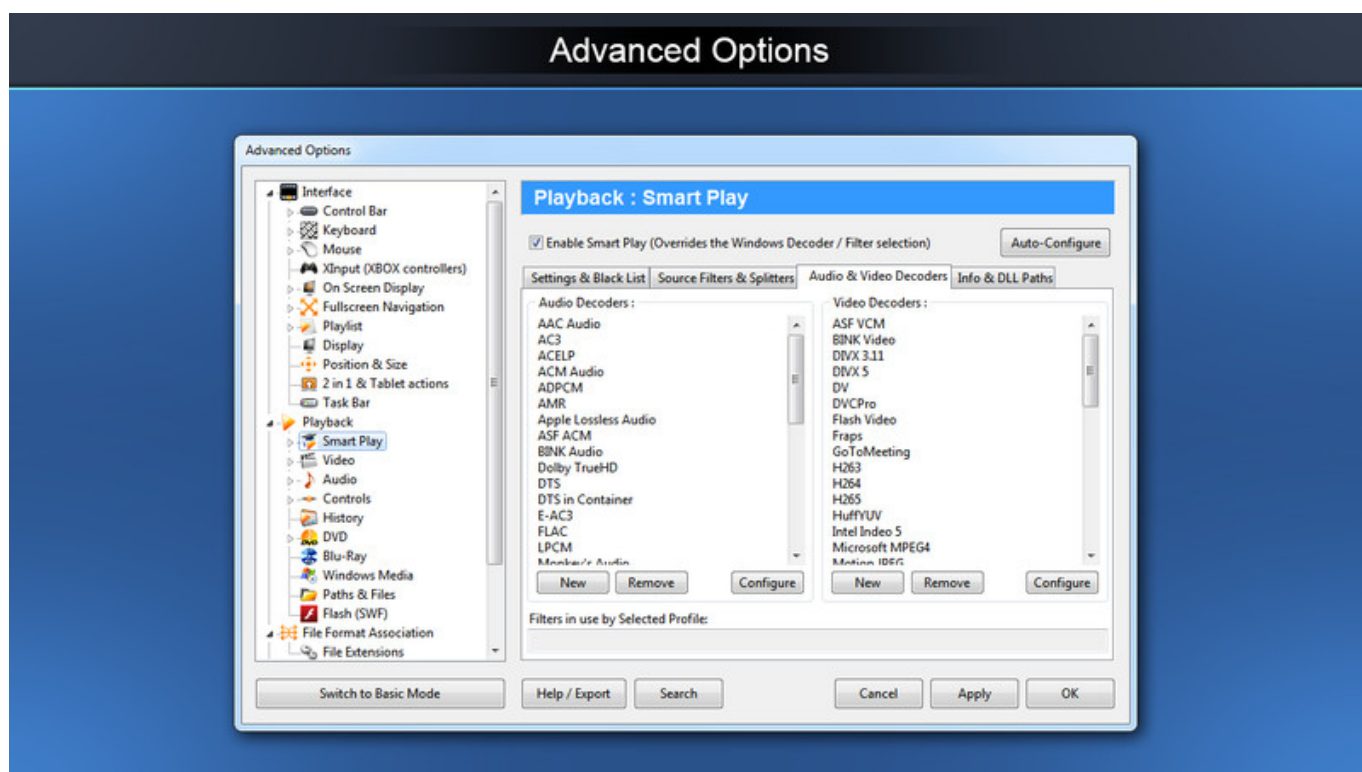 Advanced Options
Advanced Options
Interface
Control Bar
Keyboard
Mouse
XInput (XBOX controllers)
On Screen Display
Fullscreen Navigation
Playlist
Display
Position & Size
2 in 1 & Tablet actions
Task Bar
Playback
Smart Play
Video
Audio
Controls
History
DVD
Blu-Ray
Windows Media
Paths & Files
Flash (SWF)
File Format Association
File Extensions
Switch to Basic Mode
Playback : Smart Play
Enable Smart Play (Overrides the Windows Decoder / Filter selection)
Auto-Configure
Settings & Black List Source Filters & Splitters Audio & Video Decoders Info & DLL Paths
Audio Decoders :
AAC Audio
AC3
ACELP
ACM Audio
ADPCM
AMR
Apple Lossless Audio
ASF ACM
BINK Audio
Dolby TrueHD
DTS
DTS in Container
E-AC3
FLAC
LPCM
Monkey's Audio
New Remove Configure
Video Decoders :
ASF VCM
BINK Video
DIVX 3.11
DIVX 5
DV
DVCPro
Flash Video
Fraps
GoToMeeting
H263
H264
H265
HuffYUV
Intel Indeo 5
Microsoft MPEG4
Motion JPEG
New Remove Configure
Filters in use by Selected Profile:
Help / Export Search Cancel Apply OK